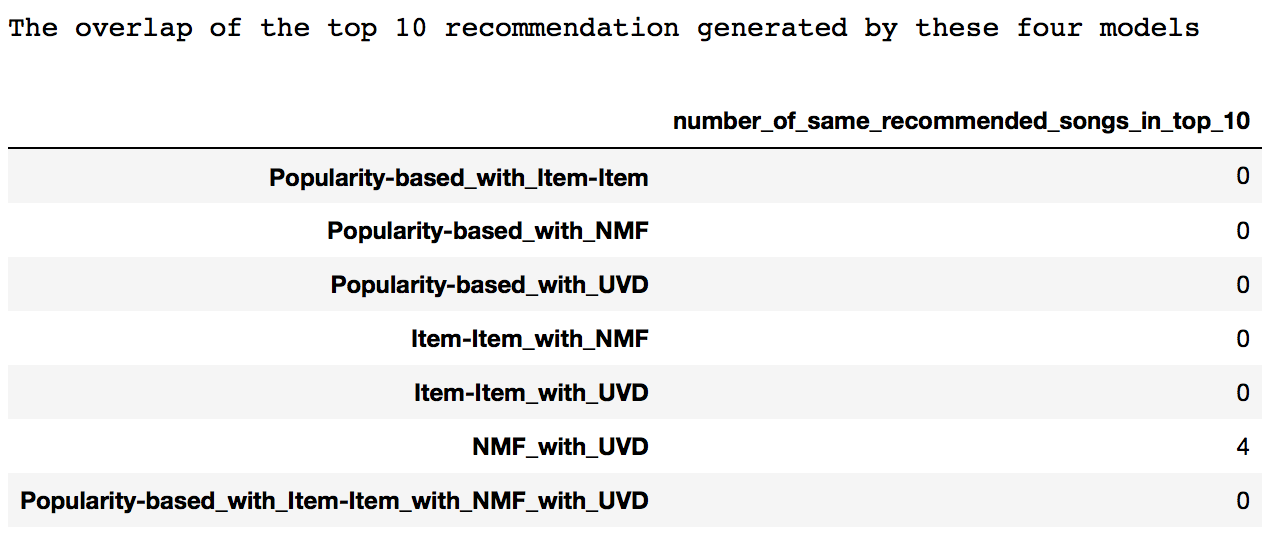 The overlap of the top 10 recommendation generated by these four models
number_of_same_recommended_songs_in_top_10
Popularity-based_with_Item-Item 0
Popularity-based_with_NMF 0
Popularity-based_with_UVD 0
Item-Item_with_NMF 0
Item-Item_with_UVD 0
NMF_with_UVD 4
Popularity-based_with_Item-Item_with_NMF_with_UVD 0